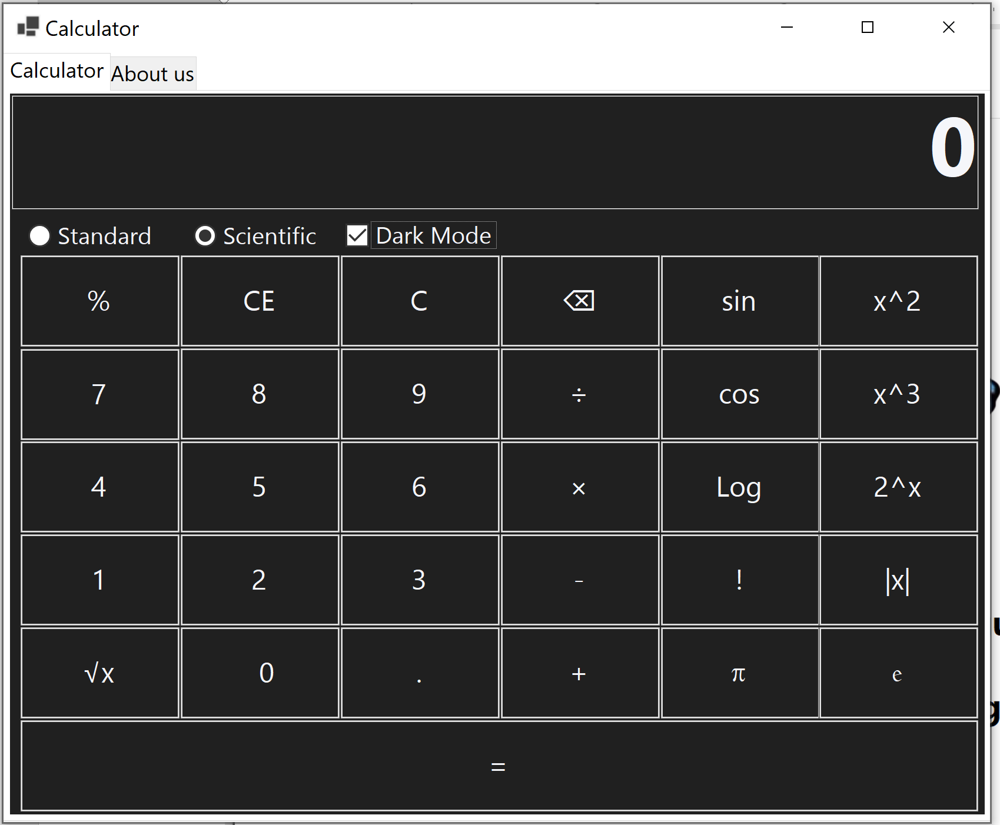 Calculator
Calculator About us
0
Standard Scientific Dark Mode
% CE C ⌫ sin x^2
7 8 9 ÷ cos x^3
4 5 6 × Log 2^x
1 2 3 - ! |x|
√x 0 . + π e
=